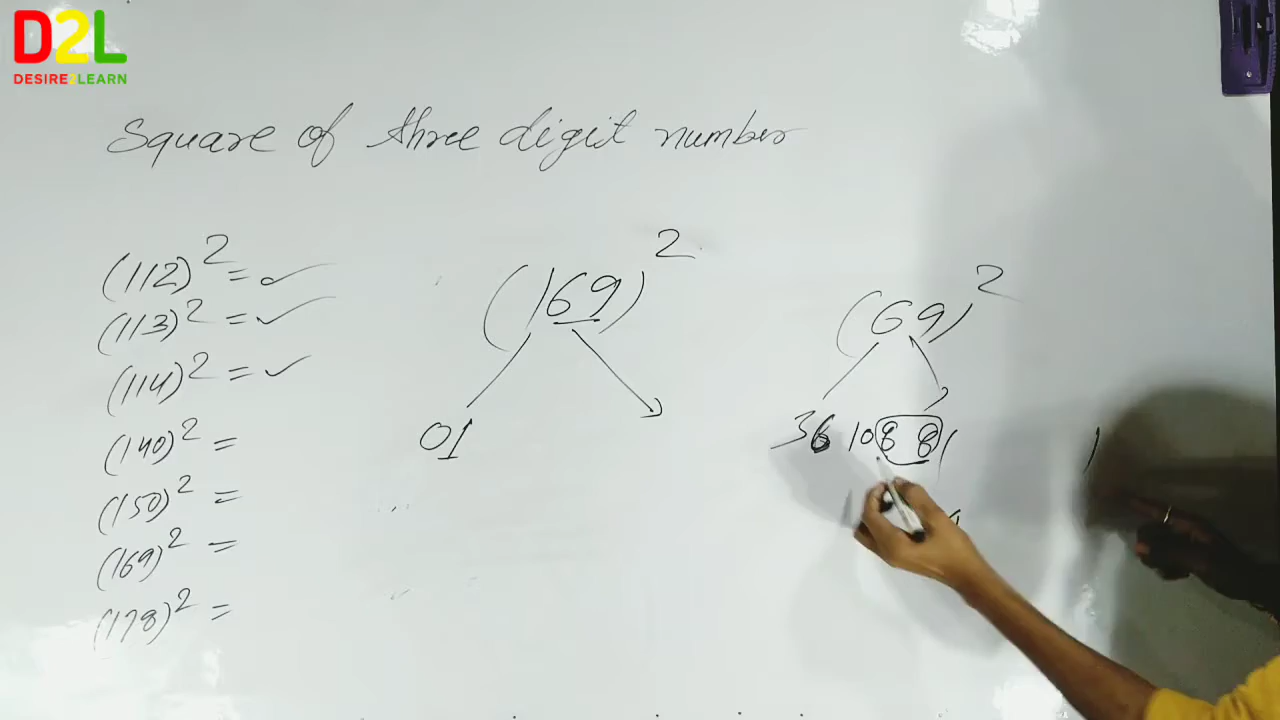 D2L
DESIRE2LEARN
Square of three digit number
(112)² = ✓
(113)² = ✓
(114)² = ✓
(140)² =
(150)² =
(169)² =
(178)² =
(169)²
01
(69)²
36 108 81